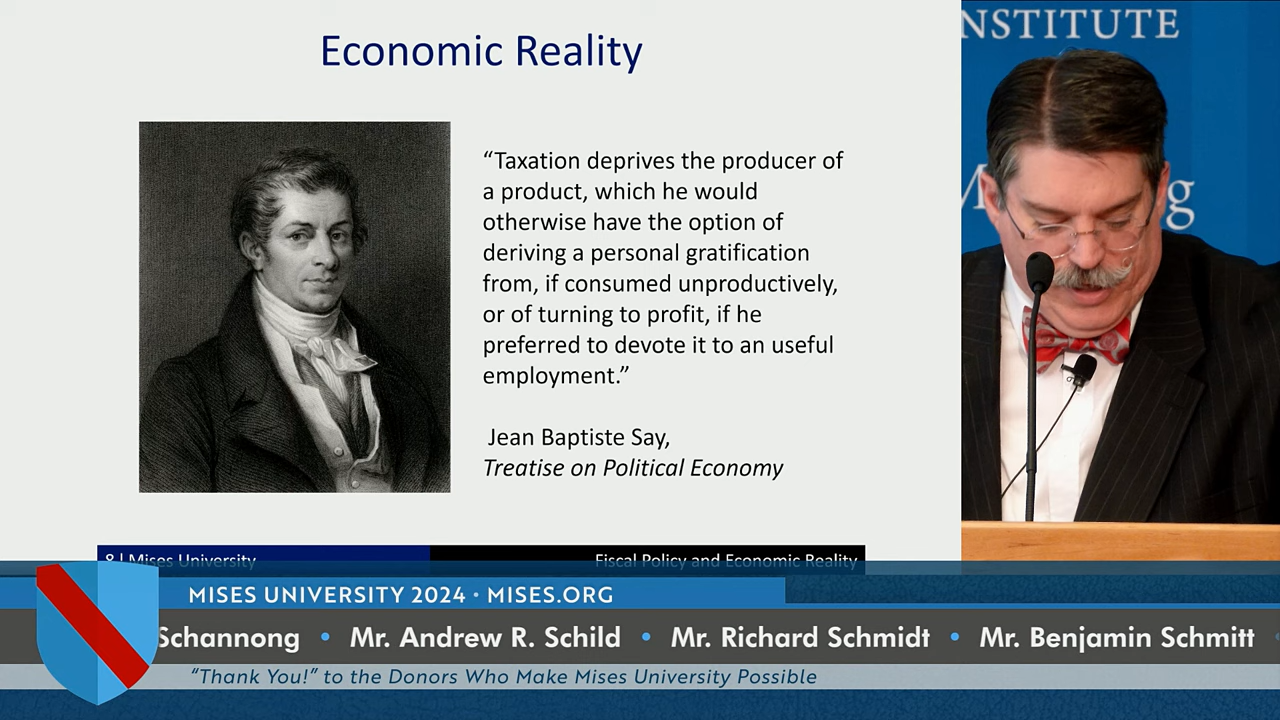 Economic Reality
“Taxation deprives the producer of
a product, which he would
otherwise have the option of
deriving a personal gratification
from, if consumed unproductively,
or of turning to profit, if he
preferred to devote it to an useful
employment.”
Jean Baptiste Say,
Treatise on Political Economy
8 | Mises University
Fiscal Policy and Economic Reality
NSTITUTE
M
g
MISES UNIVERSITY 2024 • MISES.ORG
Schannong • Mr. Andrew R. Schild • Mr. Richard Schmidt • Mr. Benjamin Schmitt
“Thank You!” to the Donors Who Make Mises University Possible